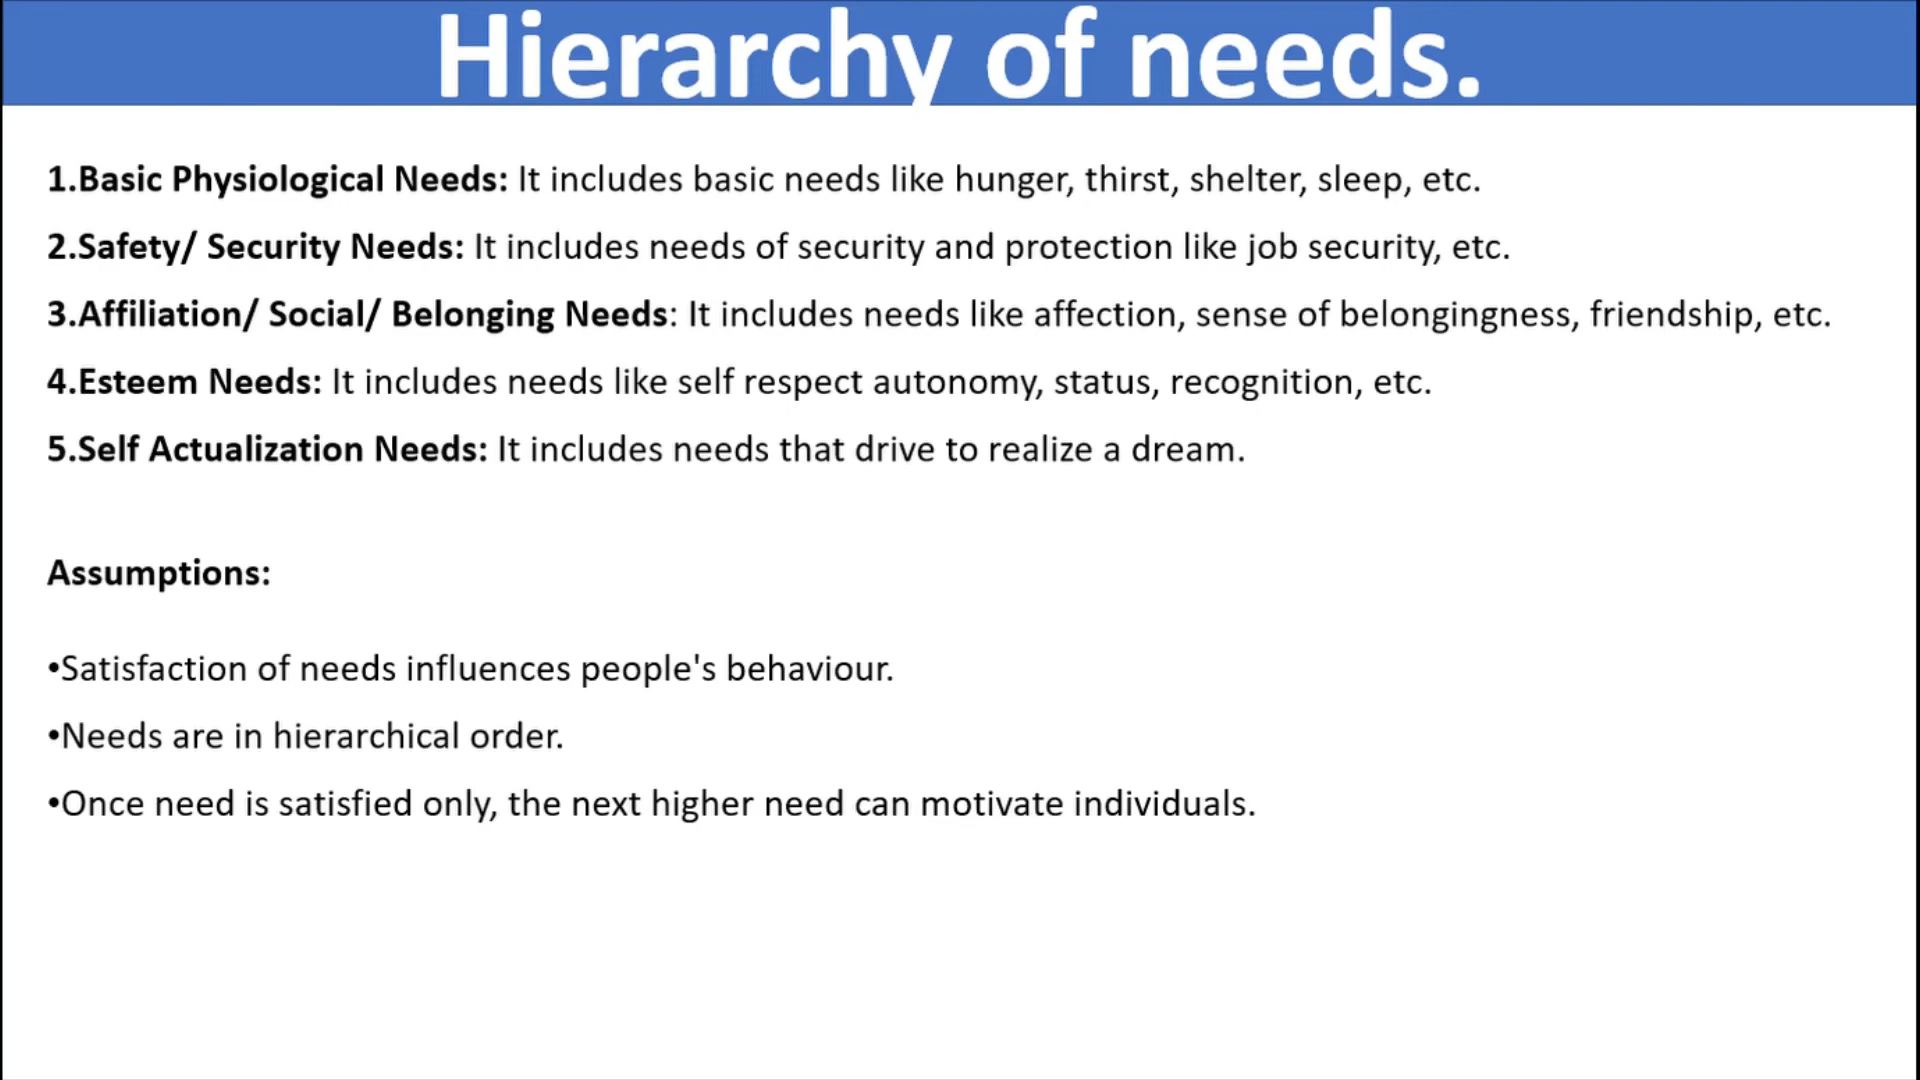 Hierarchy of needs.
1.Basic Physiological Needs: It includes basic needs like hunger, thirst, shelter, sleep, etc.
2.Safety/ Security Needs: It includes needs of security and protection like job security, etc.
3.Affiliation/ Social/ Belonging Needs: It includes needs like affection, sense of belongingness, friendship, etc.
4.Esteem Needs: It includes needs like self respect autonomy, status, recognition, etc.
5.Self Actualization Needs: It includes needs that drive to realize a dream.
Assumptions:
•Satisfaction of needs influences people's behaviour.
•Needs are in hierarchical order.
•Once need is satisfied only, the next higher need can motivate individuals.